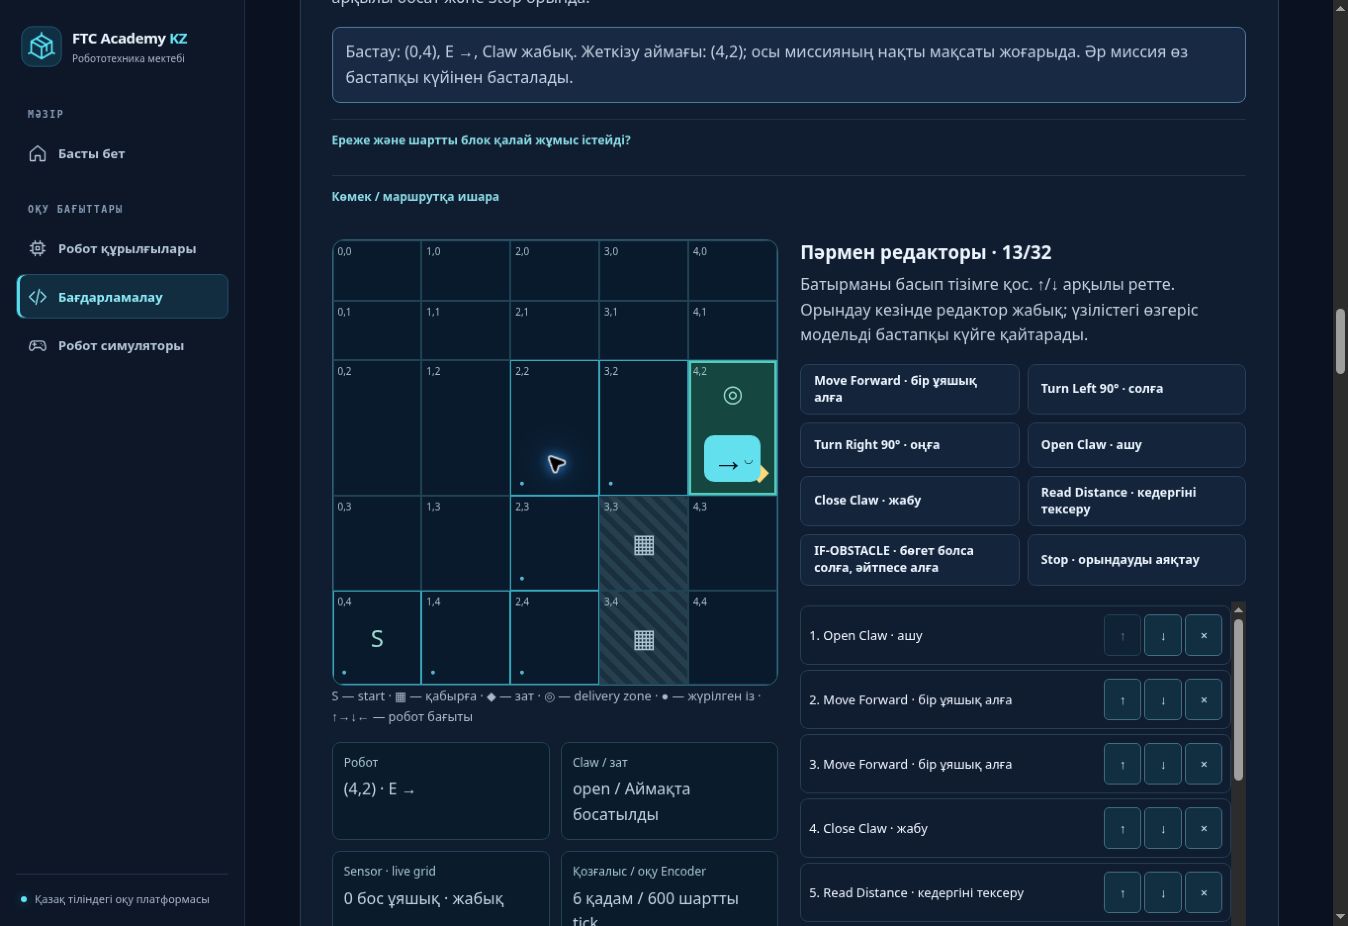 FTC Academy KZ
Робототехника мектебі
МӘЗІР
Басты бет
ОҚУ БАҒЫТТАРЫ
Робот құрылғылары
Бағдарламалау
Робот симуляторы
Қазақ тіліндегі оқу платформасы
Бастау: (0,4), E →, Claw жабық. Жеткізу аймағы: (4,2); осы миссияның нақты мақсаты жоғарыда. Әр миссия өз
бастапқы күйінен басталады.
Ереже және шартты блок қалай жұмыс істейді?
Көмек / маршрутқа ишара
0,0 1,0 2,0 3,0 4,0
0,1 1,1 2,1 3,1 4,1
0,2 1,2 2,2 3,2 4,2
◎
→
0,3 1,3 2,3 3,3 4,3
▦
0,4 1,4 2,4 3,4 4,4
S ▦
S — start · ▦ — қабырға · ◆ — зат · ◎ — delivery zone · ● — жүрілген із ·
↑→↓← — робот бағыты
Робот
(4,2) · E →
Claw / зат
open / Аймақта
босатылды
Sensor · live grid
0 бос ұяшық · жабық
Қозғалыс / оқу Encoder
6 қадам / 600 шартты
tick
Пәрмен редакторы · 13/32
Батырманы басып тізімге қос. ↑/↓ арқылы ретте.
Орындау кезінде редактор жабық; үзілістегі өзгеріс
модельді бастапқы күйге қайтарады.
Move Forward · бір ұяшық
алға
Turn Left 90° · солға
Turn Right 90° · оңға
Open Claw · ашу
Close Claw · жабу
Read Distance · кедергіні
тексеру
IF-OBSTACLE · бөгет болса
солға, әйтпесе алға
Stop · орындауды аяқтау
1. Open Claw · ашу ↑ ↓ ×
2. Move Forward · бір ұяшық алға ↑ ↓ ×
3. Move Forward · бір ұяшық алға ↑ ↓ ×
4. Close Claw · жабу ↑ ↓ ×
5. Read Distance · кедергіні тексеру ↑ ↓ ×